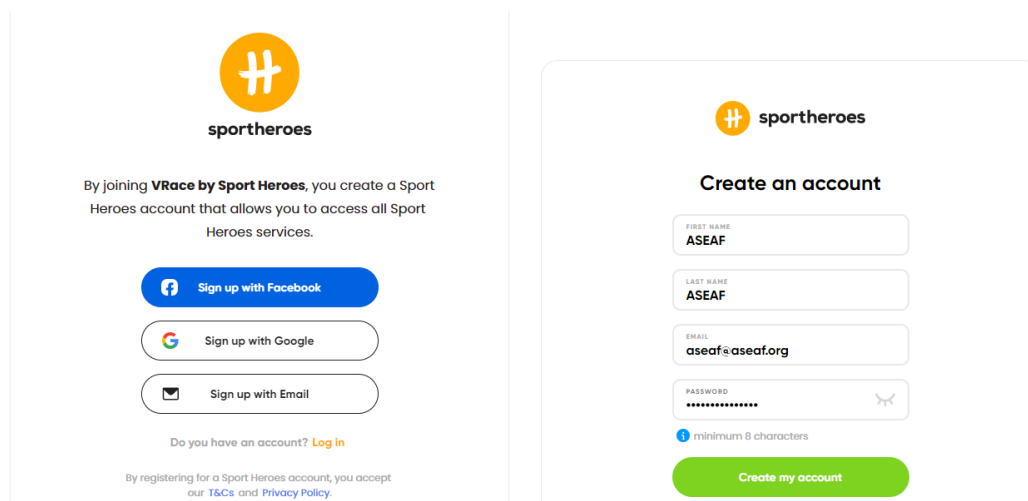 sportheroes
By joining VRace by Sport Heroes, you create a Sport
Heroes account that allows you to access all Sport
Heroes services.
Sign up with Facebook
Sign up with Google
Sign up with Email
Do you have an account? Log in
By registering for a Sport Heroes account, you accept
our T&Cs and Privacy Policy.
sportheroes
Create an account
FIRST NAME
ASEAF
LAST NAME
ASEAF
EMAIL
aseaf@aseaf.org
PASSWORD
•••••••••••••••
minimum 8 characters
Create my account